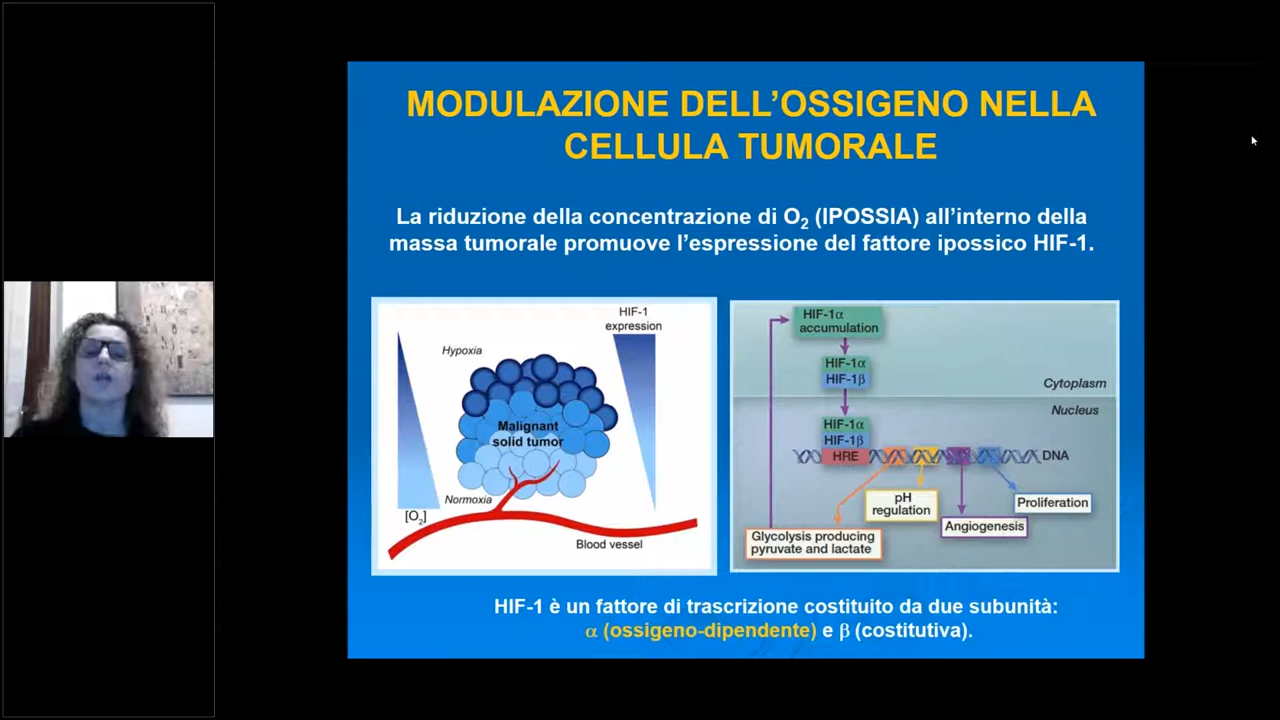 MODULAZIONE DELL’OSSIGENO NELLA
CELLULA TUMORALE
La riduzione della concentrazione di O₂ (IPOSSIA) all’interno della
massa tumorale promuove l’espressione del fattore ipossico HIF-1.
HIF-1
expression
Hypoxia
Malignant
solid tumor
Normoxia
[O₂]
Blood vessel
HIF-1α
accumulation
HIF-1α
HIF-1β
Cytoplasm
Nucleus
HIF-1α
HIF-1β
HRE
DNA
pH
regulation
Proliferation
Angiogenesis
Glycolysis producing
pyruvate and lactate
HIF-1 è un fattore di trascrizione costituito da due subunità:
α (ossigeno-dipendente) e β (costitutiva).